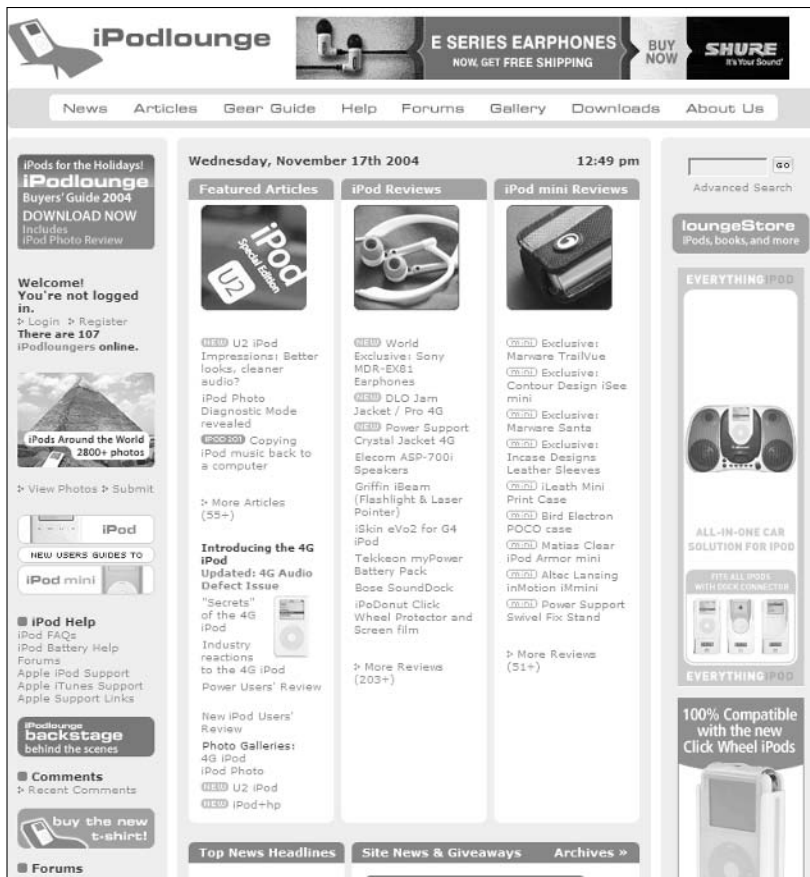 iPodlounge
E SERIES EARPHONES
NOW, GET FREE SHIPPING
BUY
NOW
SHURE
It's Your Sound
News Articles Gear Guide Help Forums Gallery Downloads About Us
iPods for the Holidays!
iPodlounge
Buyers' Guide 2004
DOWNLOAD NOW
Includes
iPod Photo Review
Welcome!
You're not logged
in.
Login Register
There are 107
iPodloungers online.
iPods Around the World
2800+ photos
View Photos Submit
iPod
NEW USERS GUIDES TO
iPod mini
iPod Help
iPod FAQs
iPod Battery Help
Forums
Apple iPod Support
Apple iTunes Support
Apple Support Links
iPodlounge
backstage
behind the scenes
Comments
Recent Comments
buy the new
t-shirt!
Forums
Wednesday, November 17th 2004 12:49 pm
Featured Articles
iPod
Special Edition
U2
NEW U2 iPod
Impressions: Better
looks, cleaner
audio?
iPod Photo
Diagnostic Mode
revealed
IPOD 201 Copying
iPod music back to
a computer
More Articles
(55+)
Introducing the 4G
iPod
Updated: 4G Audio
Defect Issue
"Secrets"
of the 4G
iPod
Industry
reactions
to the 4G iPod
Power Users' Review
New iPod Users'
Review
Photo Galleries:
4G iPod
iPod Photo
NEW U2 iPod
NEW iPod+hp
iPod Reviews
NEW World
Exclusive: Sony
MDR-EX81
Earphones
NEW DLO Jam
Jacket / Pro 4G
NEW Power Support
Crystal Jacket 4G
Elecom ASP-700i
Speakers
Griffin iBeam
(Flashlight & Laser
Pointer)
iSkin eVo2 for G4
iPod
Tekkeon myPower
Battery Pack
Bose SoundDock
iPoDonut Click
Wheel Protector and
Screen film
More Reviews
(203+)
iPod mini Reviews
mini Exclusive:
Marware TrailVue
mini Exclusive:
Contour Design iSee
mini
mini Exclusive:
Marware Santa
mini Exclusive:
Incase Designs
Leather Sleeves
mini iLeath Mini
Print Case
mini Bird Electron
POCO case
mini Matias Clear
iPod Armor mini
mini Altec Lansing
inMotion iMmini
mini Power Support
Swivel Fix Stand
More Reviews
(51+)
Top News Headlines
Site News & Giveaways Archives »
GO
Advanced Search
loungeStore
iPods, books, and more
EVERYTHING IPOD
ALL-IN-ONE CAR
SOLUTION FOR IPOD
FITS ALL IPODS
WITH DOCK CONNECTOR
EVERYTHING IPOD
100% Compatible
with the new
Click Wheel iPods